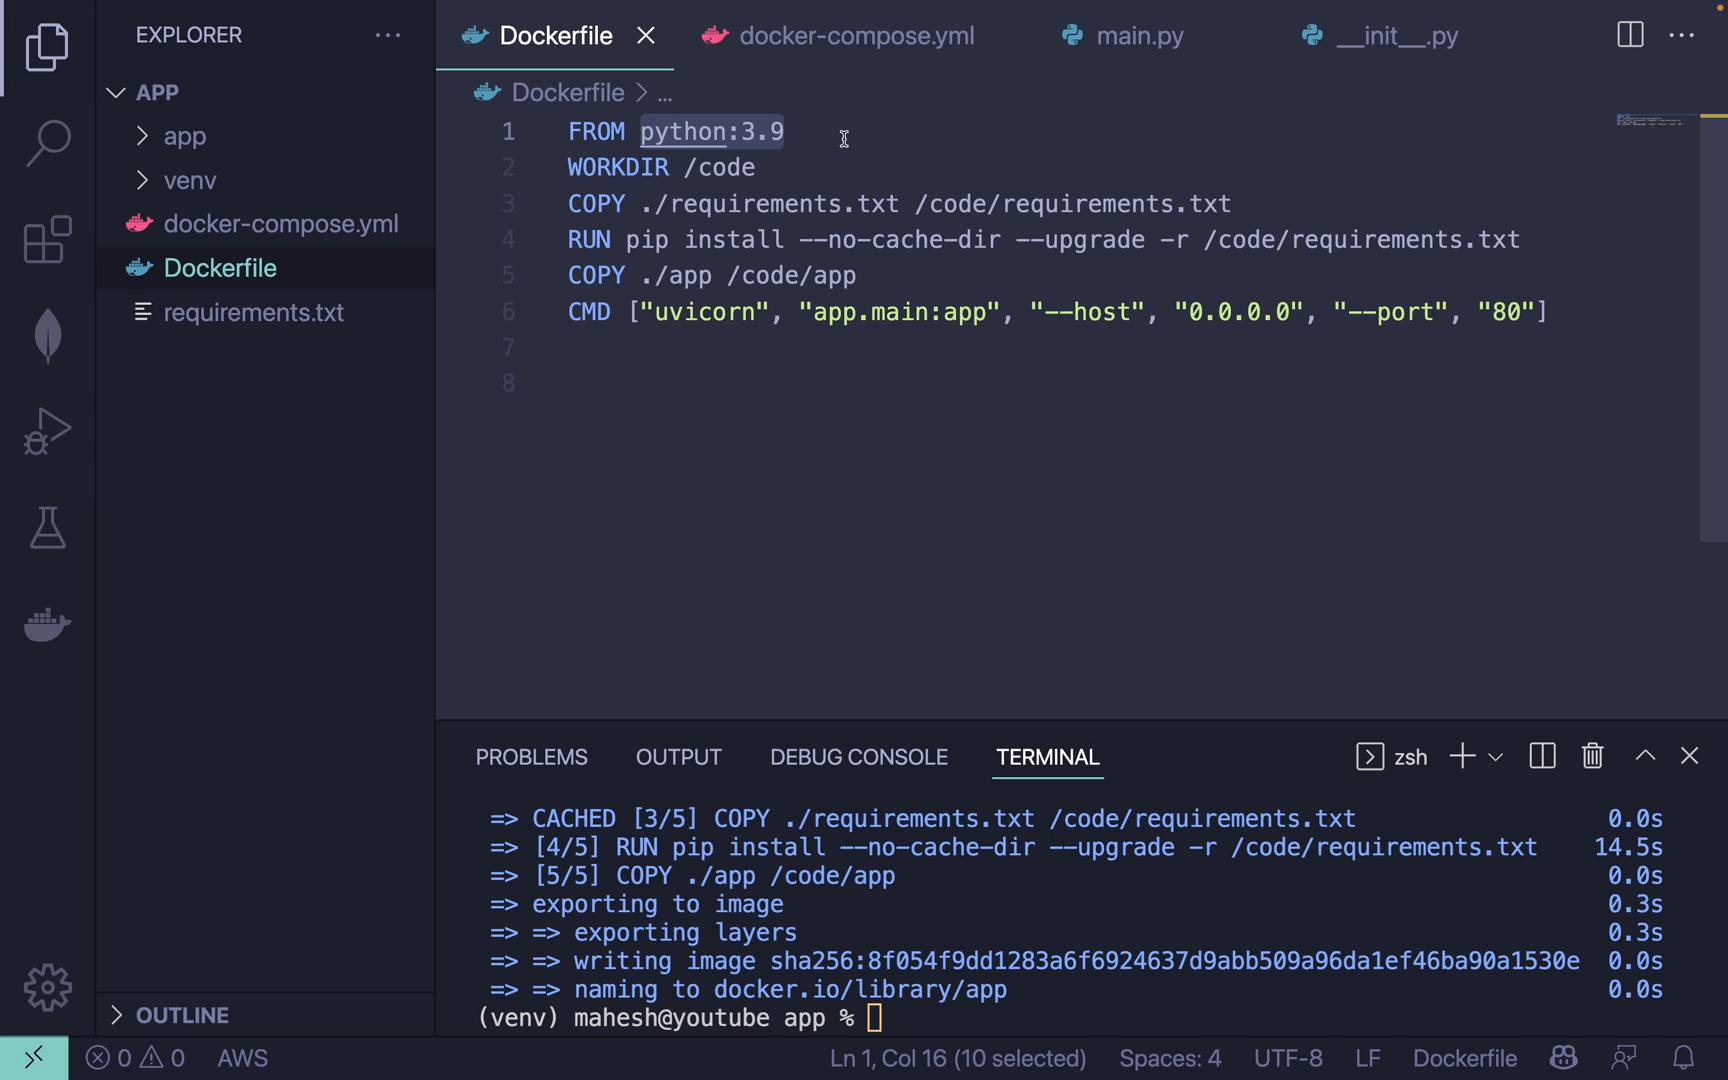 EXPLORER
APP
app
venv
docker-compose.yml
Dockerfile
requirements.txt
OUTLINE
Dockerfile
docker-compose.yml
main.py
__init__.py
Dockerfile > ...
1 FROM python:3.9
2 WORKDIR /code
3 COPY ./requirements.txt /code/requirements.txt
4 RUN pip install --no-cache-dir --upgrade -r /code/requirements.txt
5 COPY ./app /code/app
6 CMD ["uvicorn", "app.main:app", "--host", "0.0.0.0", "--port", "80"]
7
8
PROBLEMS OUTPUT DEBUG CONSOLE TERMINAL zsh
=> CACHED [3/5] COPY ./requirements.txt /code/requirements.txt 0.0s
=> [4/5] RUN pip install --no-cache-dir --upgrade -r /code/requirements.txt 14.5s
=> [5/5] COPY ./app /code/app 0.0s
=> exporting to image 0.3s
=> => exporting layers 0.3s
=> => writing image sha256:8f054f9dd1283a6f6924637d9abb509a96da1ef46ba90a1530e 0.0s
=> => naming to docker.io/library/app 0.0s
(venv) mahesh@youtube app %
0 0 AWS Ln 1, Col 16 (10 selected) Spaces: 4 UTF-8 LF Dockerfile